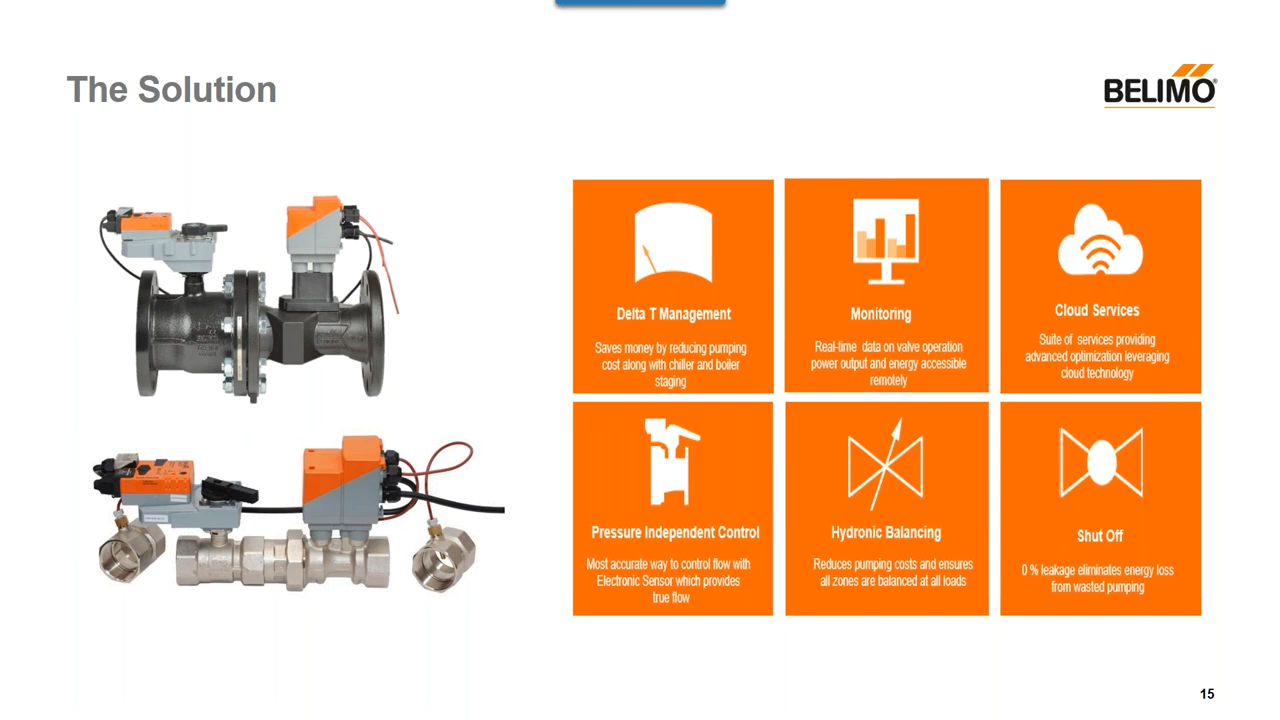 The Solution
BELIMO
Delta T Management
Saves money by reducing pumping
cost along with chiller and boiler
staging
Monitoring
Real-time data on valve operation
power output and energy accessible
remotely
Cloud Services
Suite of services providing
advanced optimization leveraging
cloud technology
Pressure Independent Control
Most accurate way to control flow with
Electronic Sensor which provides
true flow
Hydronic Balancing
Reduces pumping costs and ensures
all zones are balanced at all loads
Shut Off
0 % leakage eliminates energy loss
from wasted pumping
15